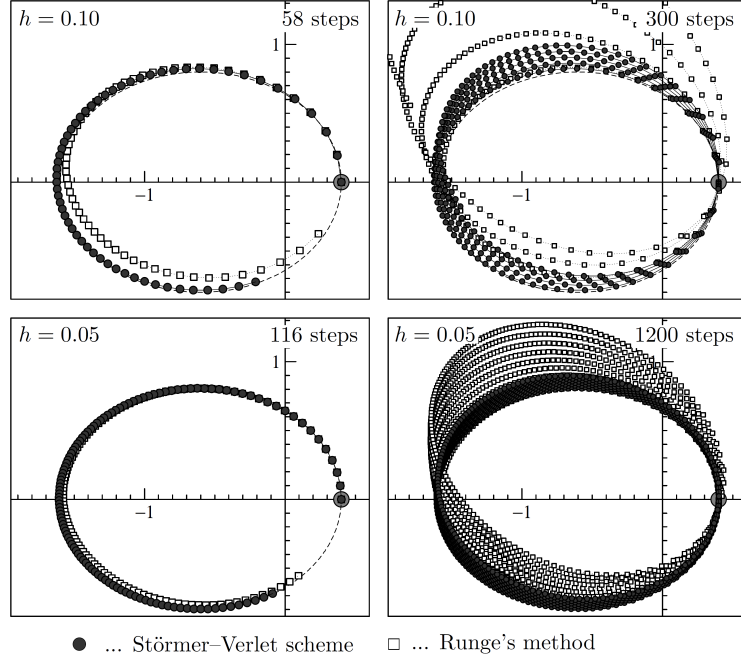 h = 0.10 58 steps
1
−1
h = 0.10 300 steps
1
−1
h = 0.05 116 steps
1
−1
h = 0.05 1200 steps
1
−1
... Störmer–Verlet scheme ... Runge's method